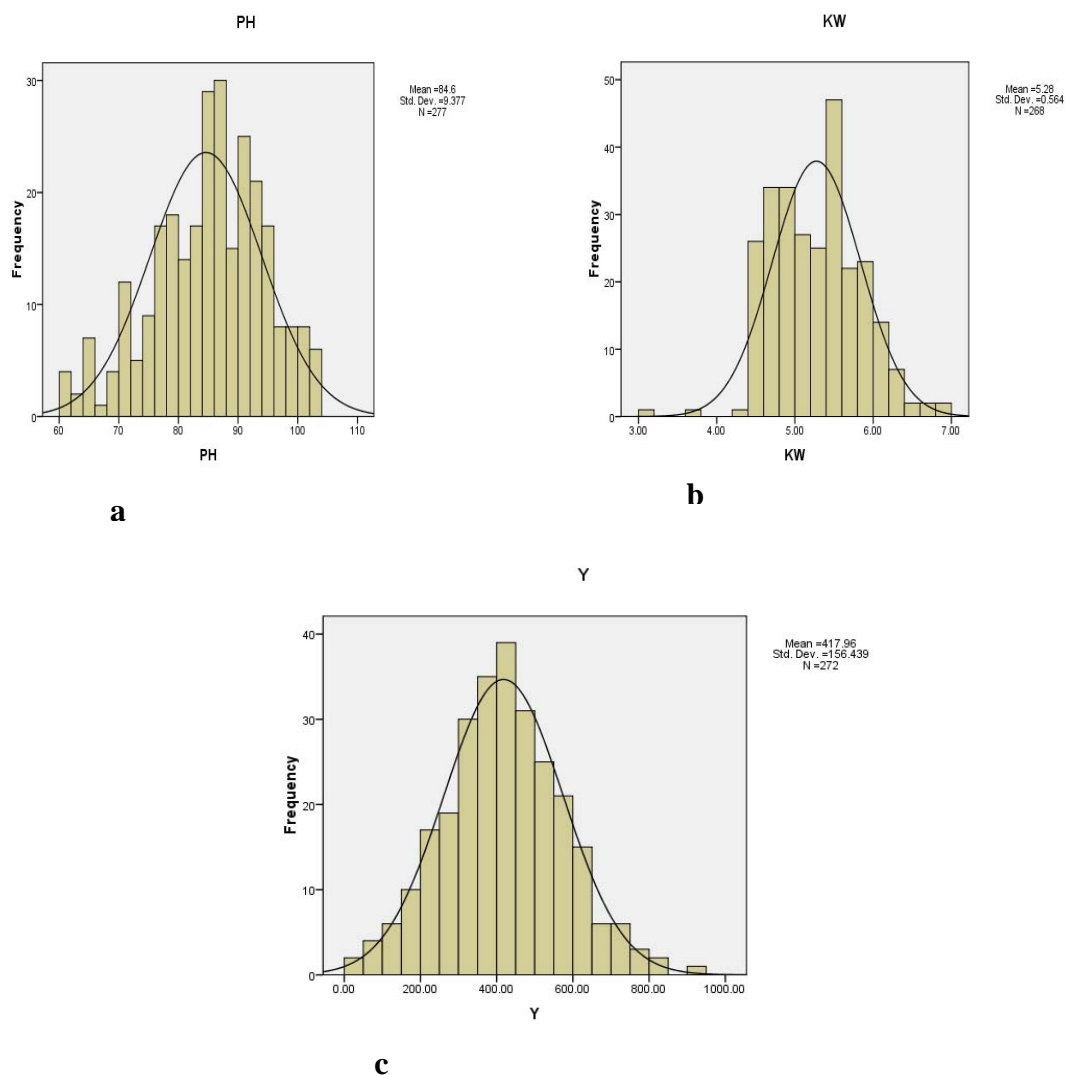 PH
Mean =84.6
Std. Dev. =9.377
N =277
Frequency
30
20
10
0
60 70 80 90 100 110
PH
a
KW
Mean =5.28
Std. Dev. =0.564
N =268
Frequency
50
40
30
20
10
0
3.00 4.00 5.00 6.00 7.00
KW
b
Y
Mean =417.96
Std. Dev. =156.439
N =272
Frequency
40
30
20
10
0
0.00 200.00 400.00 600.00 800.00 1000.00
Y
c